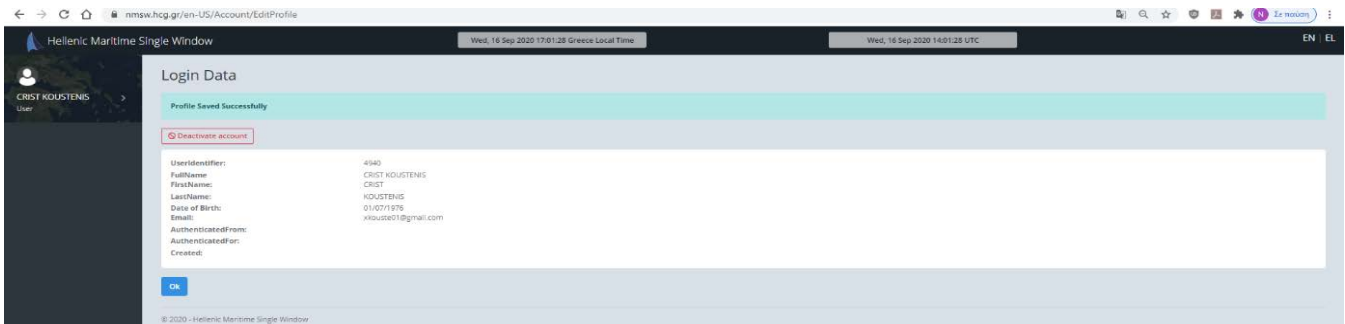 nmsw.hcg.gr/en-US/Account/EditProfile
N Σε παύση
Hellenic Maritime Single Window
Wed, 16 Sep 2020 17:01:28 Greece Local Time
Wed, 16 Sep 2020 14:01:28 UTC
EN | EL
CRIST KOUSTENIS
User
Login Data
Profile Saved Successfully
Deactivate account
UserIdentifier: 4940
FullName CRIST KOUSTENIS
FirstName: CRIST
LastName: KOUSTENIS
Date of Birth: 01/07/1976
Email: xkouste01@gmail.com
AuthenticatedFrom:
AuthenticatedFor:
Created:
Ok
© 2020 - Hellenic Maritime Single Window